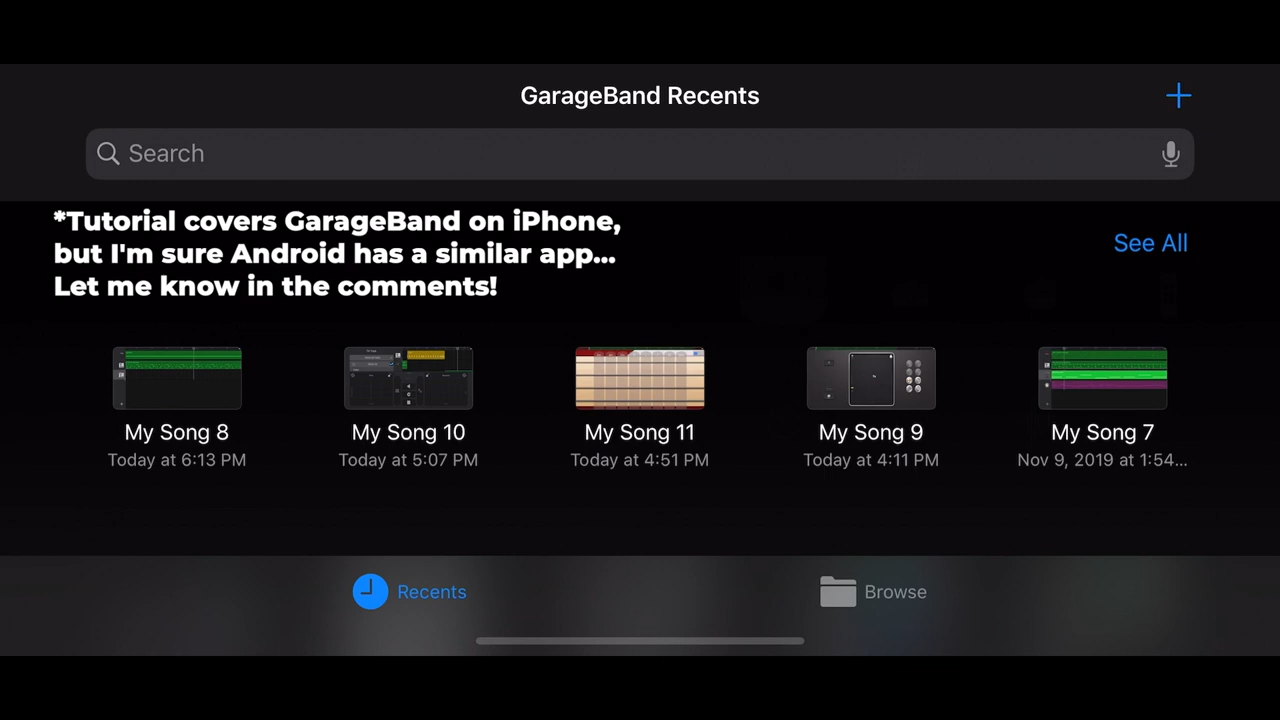 GarageBand Recents
Search
*Tutorial covers GarageBand on iPhone,
but I'm sure Android has a similar app...
Let me know in the comments!
See All
My Song 8
Today at 6:13 PM
My Song 10
Today at 5:07 PM
My Song 11
Today at 4:51 PM
My Song 9
Today at 4:11 PM
My Song 7
Nov 9, 2019 at 1:54...
Recents
Browse